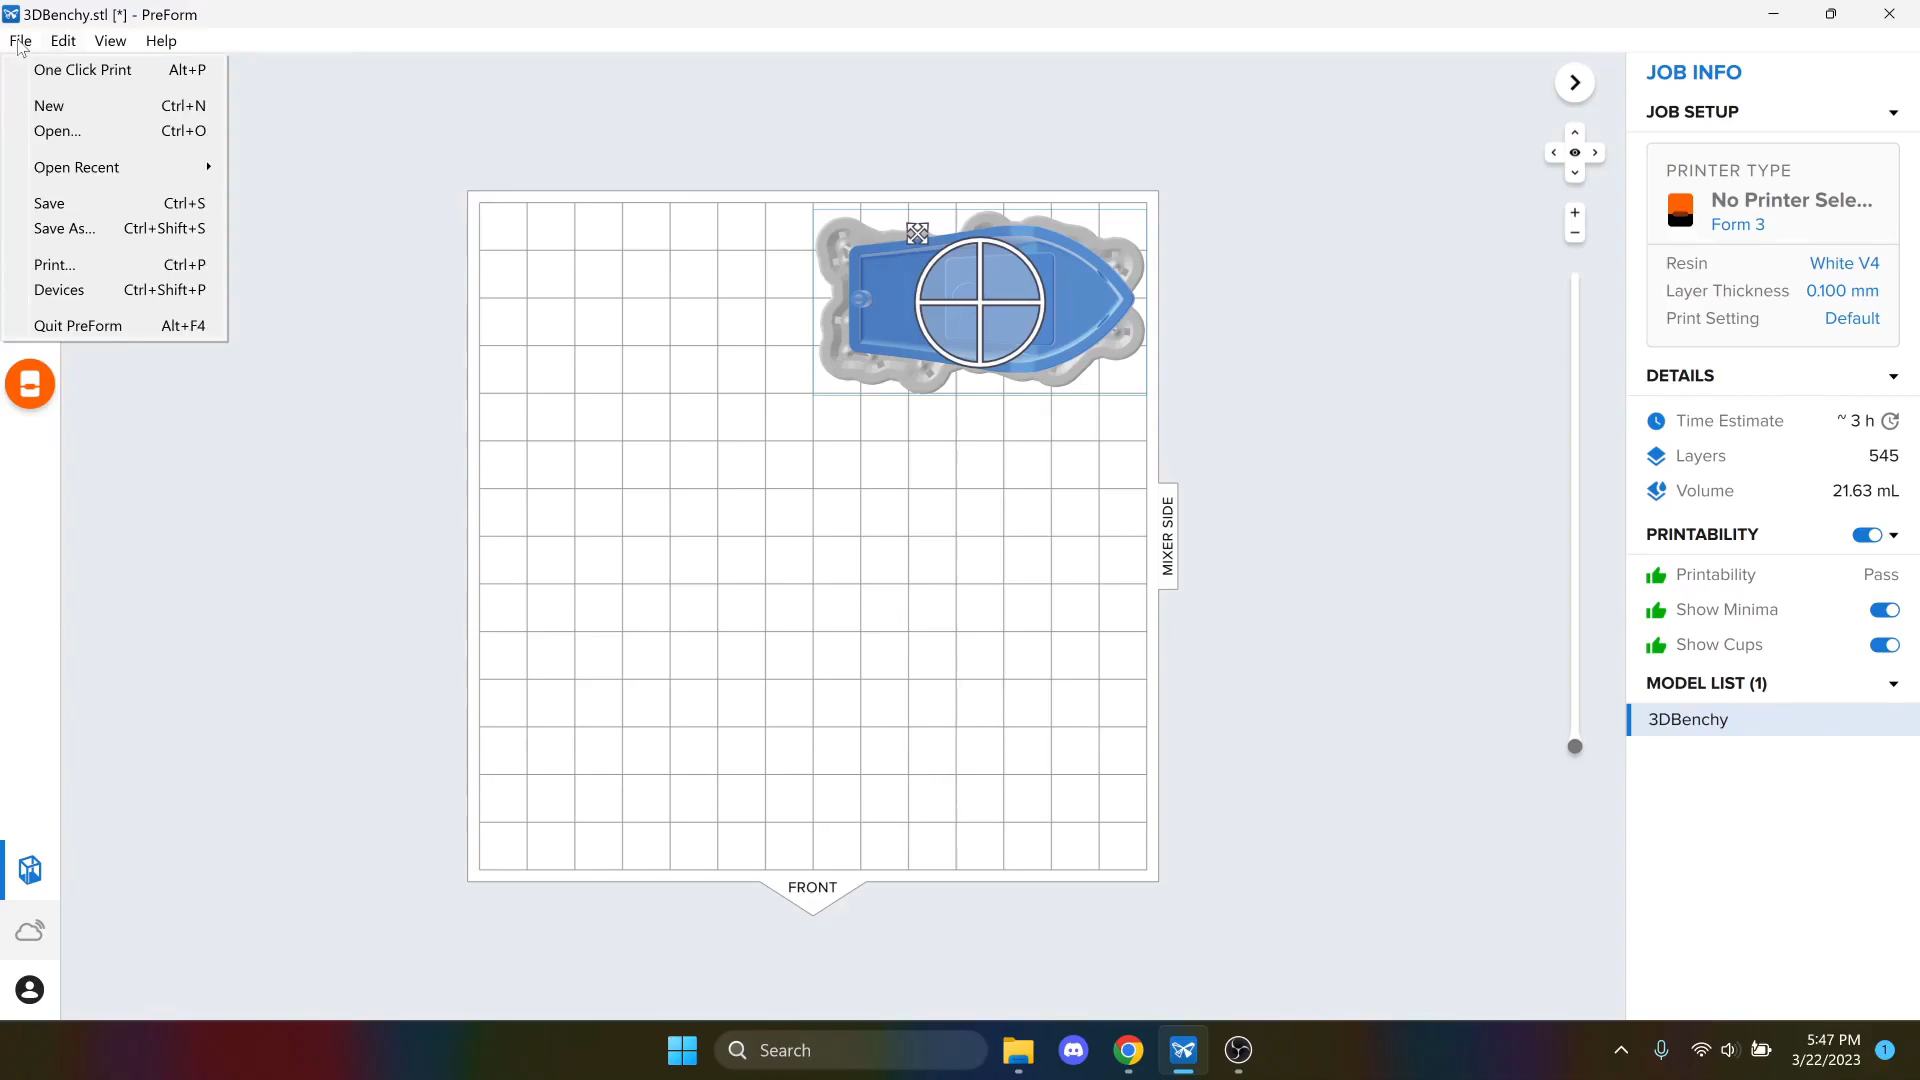 3DBenchy.stl [*] - PreForm
File Edit View Help
One Click Print Alt+P
New Ctrl+N
Open... Ctrl+O
Open Recent
Save Ctrl+S
Save As... Ctrl+Shift+S
Print... Ctrl+P
Devices Ctrl+Shift+P
Quit PreForm Alt+F4
MIXER SIDE
FRONT
JOB INFO
JOB SETUP
PRINTER TYPE
No Printer Sele...
Form 3
Resin White V4
Layer Thickness 0.100 mm
Print Setting Default
DETAILS
Time Estimate ~ 3 h
Layers 545
Volume 21.63 mL
PRINTABILITY
Printability Pass
Show Minima
Show Cups
MODEL LIST (1)
3DBenchy
Search
5:47 PM
3/22/2023
1